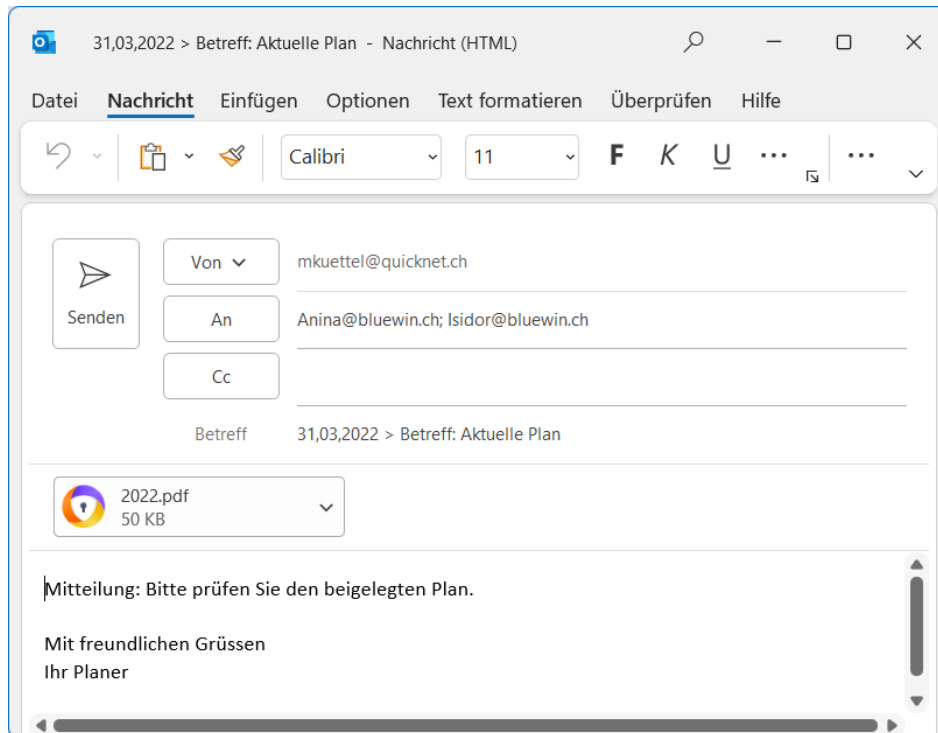 31,03,2022 > Betreff: Aktuelle Plan - Nachricht (HTML)
Datei Nachricht Einfügen Optionen Text formatieren Überprüfen Hilfe
Calibri 11 F K U ... ...
Von mkuettel@quicknet.ch
Senden An Anina@bluewin.ch; Isidor@bluewin.ch
Cc
Betreff 31,03,2022 > Betreff: Aktuelle Plan
2022.pdf
50 KB
Mitteilung: Bitte prüfen Sie den beigelegten Plan.
Mit freundlichen Grüssen
Ihr Planer